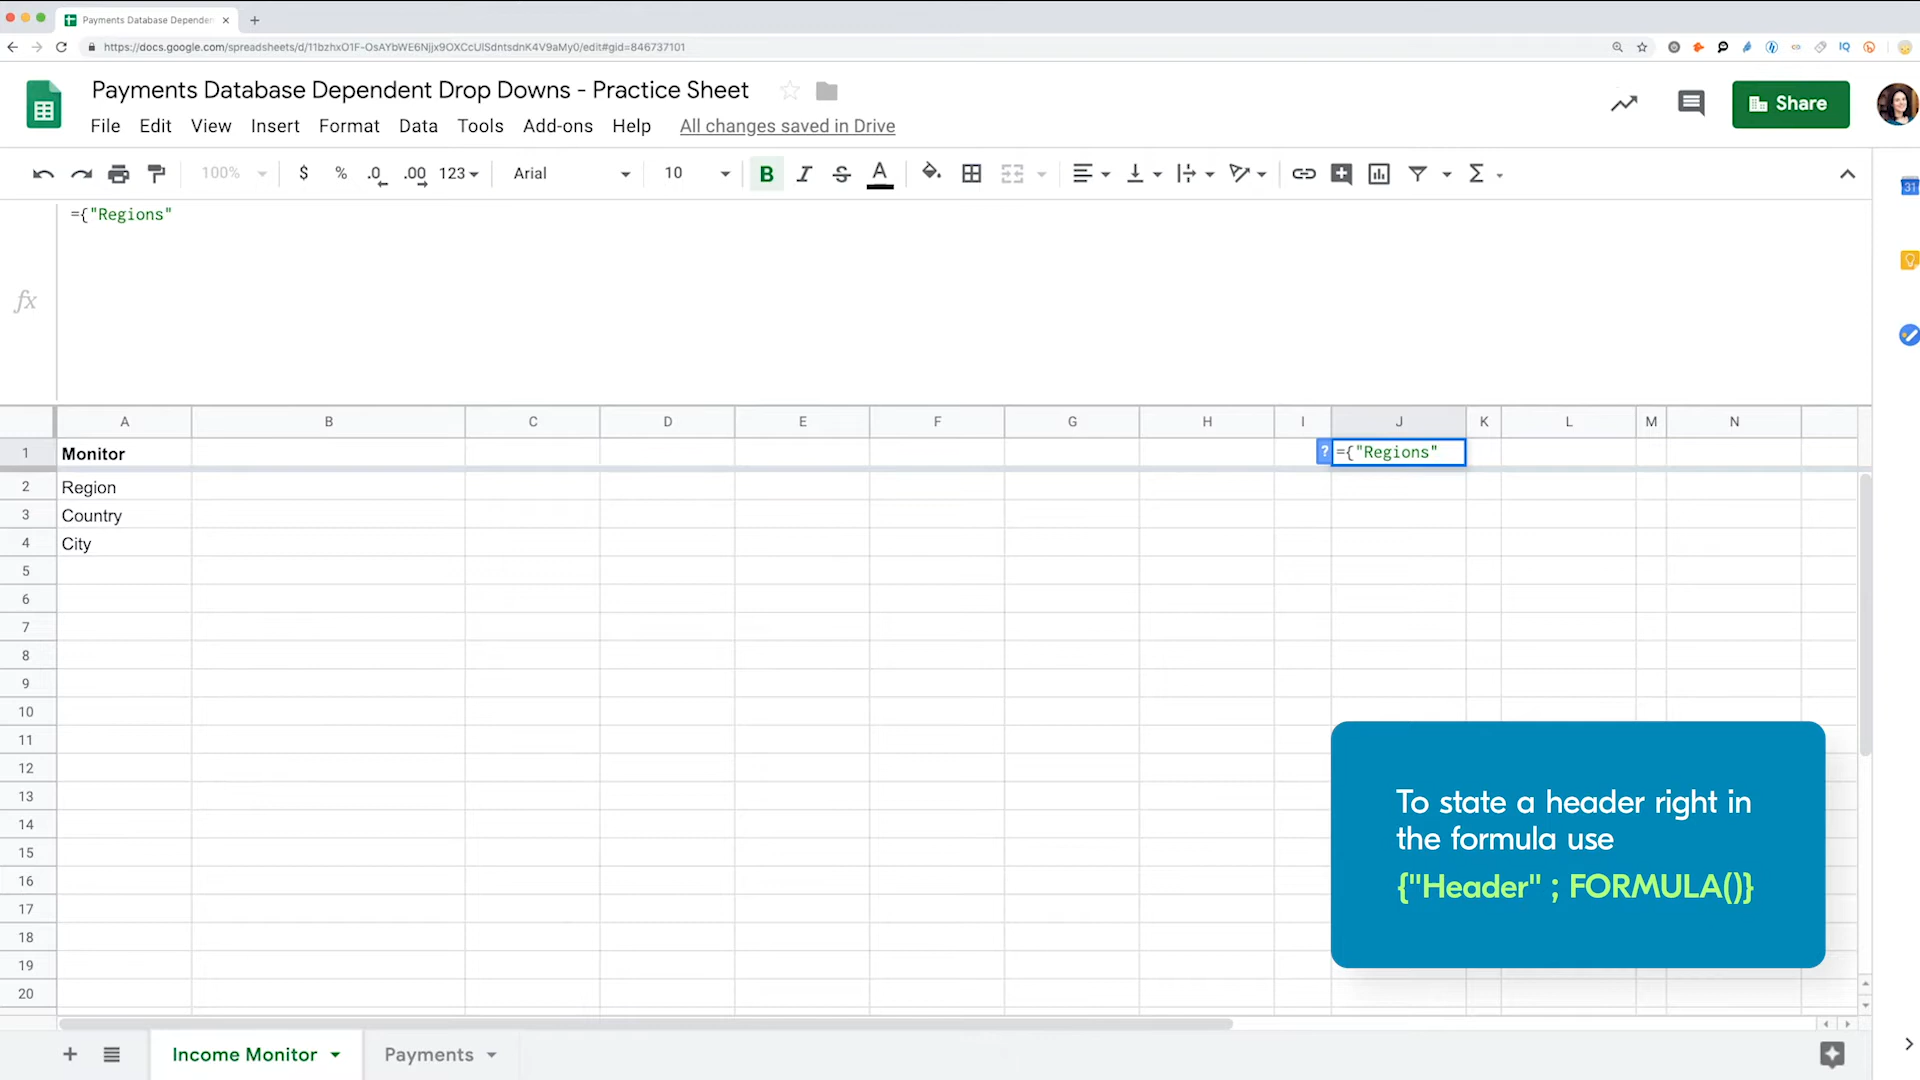 Payments Database Dependen
https://docs.google.com/spreadsheets/d/11bzhxO1F-OsAYbWE6Njjx9OXCcUlSdntsdnK4V9aMy0/edit#gid=846737101
IQ
Payments Database Dependent Drop Downs - Practice Sheet
Share
File Edit View Insert Format Data Tools Add-ons Help All changes saved in Drive
100% $ % .0 .00 123 Arial 10 B I S A Σ
31
={"Regions"
fx
A B C D E F G H I J K L M N
1 Monitor ? ={"Regions"
2 Region
3 Country
4 City
5
6
7
8
9
10
11
12
13
14
15
16
17
18
19
20
To state a header right in
the formula use
{"Header" ; FORMULA()}
Income Monitor Payments